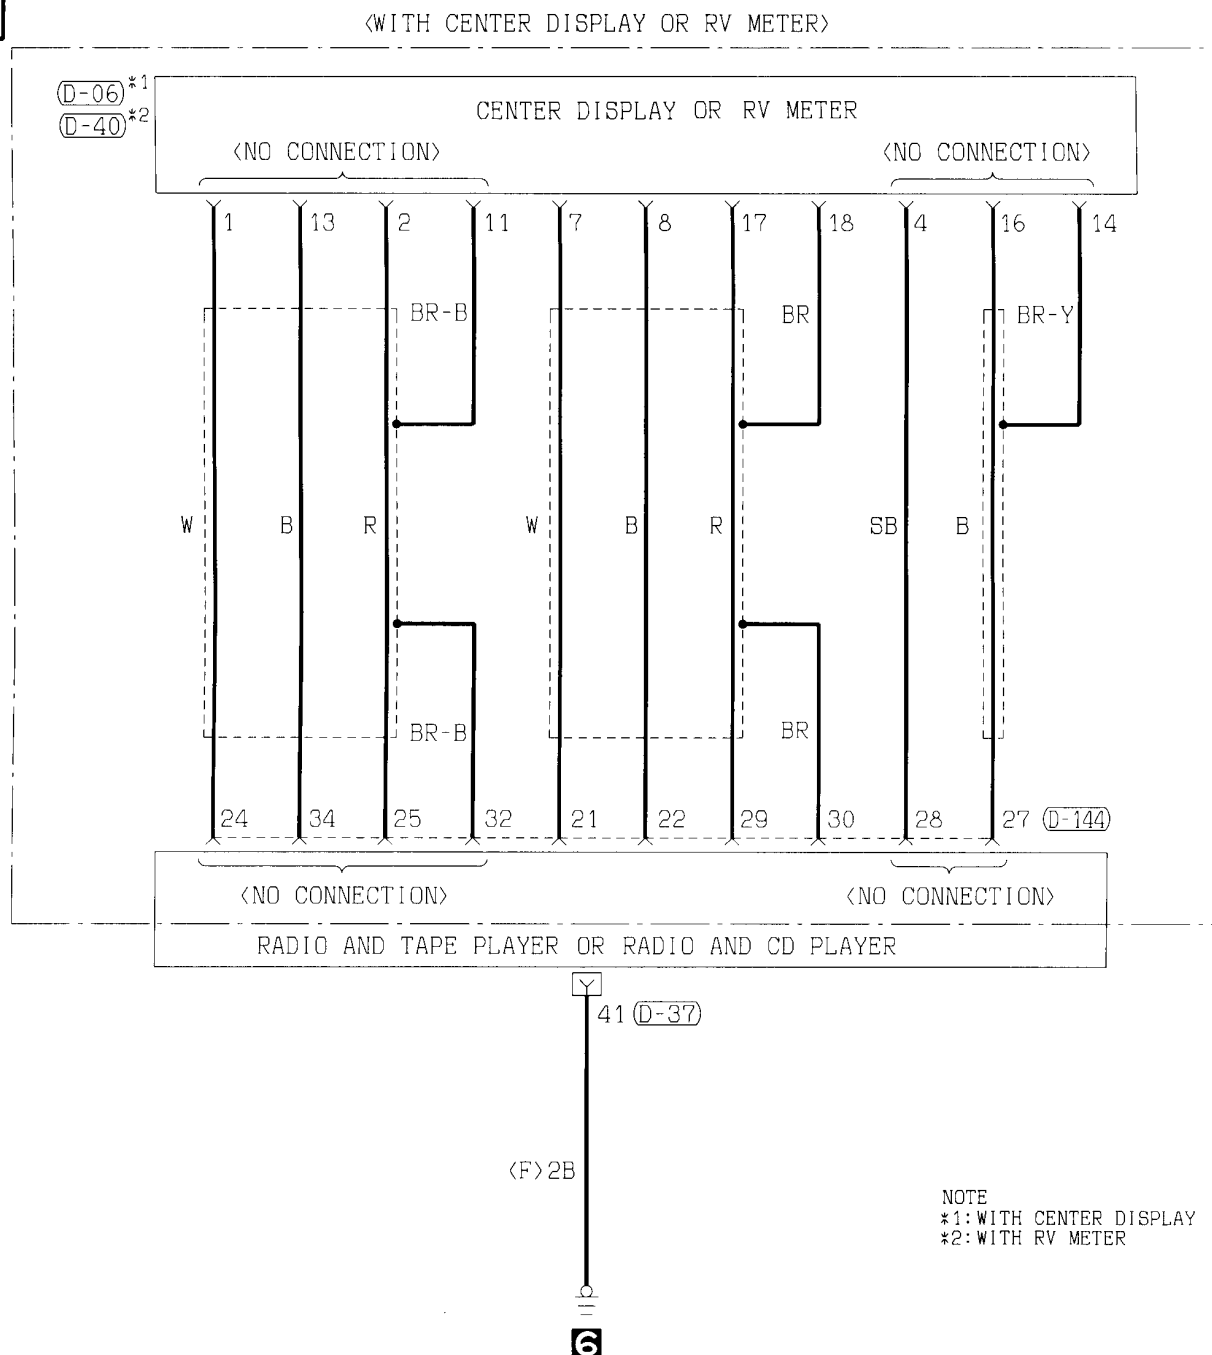 <WITH CENTER DISPLAY OR RV METER>
D-06 *1
D-40 *2
CENTER DISPLAY OR RV METER
<NO CONNECTION> <NO CONNECTION>
1 13 2 11 7 8 17 18 4 16 14
BR-B BR BR-Y
W B R W B R SB B
BR-B BR
24 34 25 32 21 22 29 30 28 27 D-144
<NO CONNECTION> <NO CONNECTION>
RADIO AND TAPE PLAYER OR RADIO AND CD PLAYER
41 D-37
<F>2B
NOTE
*1:WITH CENTER DISPLAY
*2:WITH RV METER
6